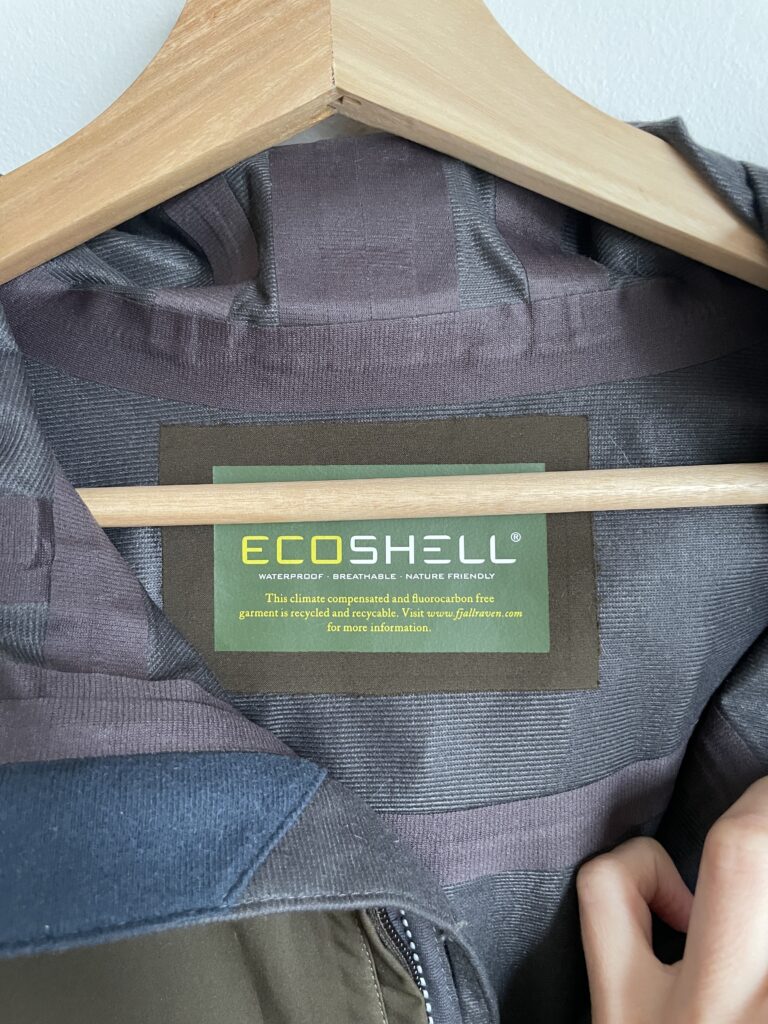 ECOSHELL®
WATERPROOF · BREATHABLE · NATURE FRIENDLY
This climate compensated and fluorocarbon free
garment is recycled and recycable. Visit www.fjallraven.com
for more information.